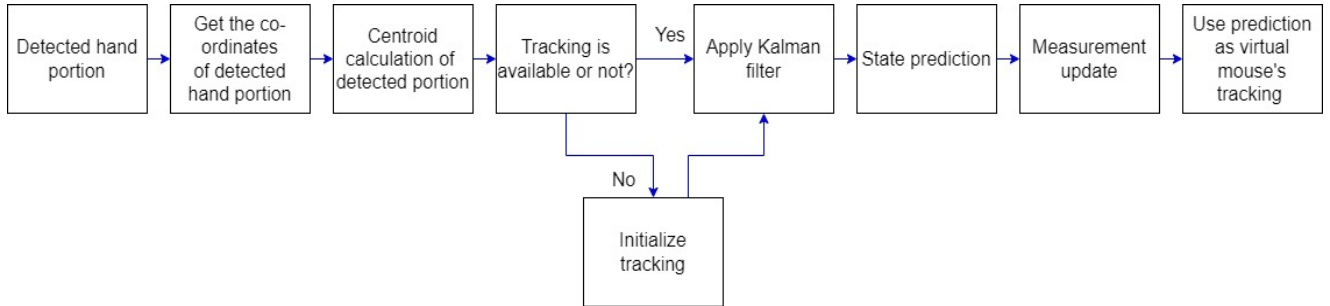 Detected hand
portion
Get the co-
ordinates
of detected
hand portion
Centroid
calculation of
detected portion
Tracking is
available or not?
Yes
Apply Kalman
filter
State prediction
Measurement
update
Use prediction
as virtual
mouse's
tracking
No
Initialize
tracking